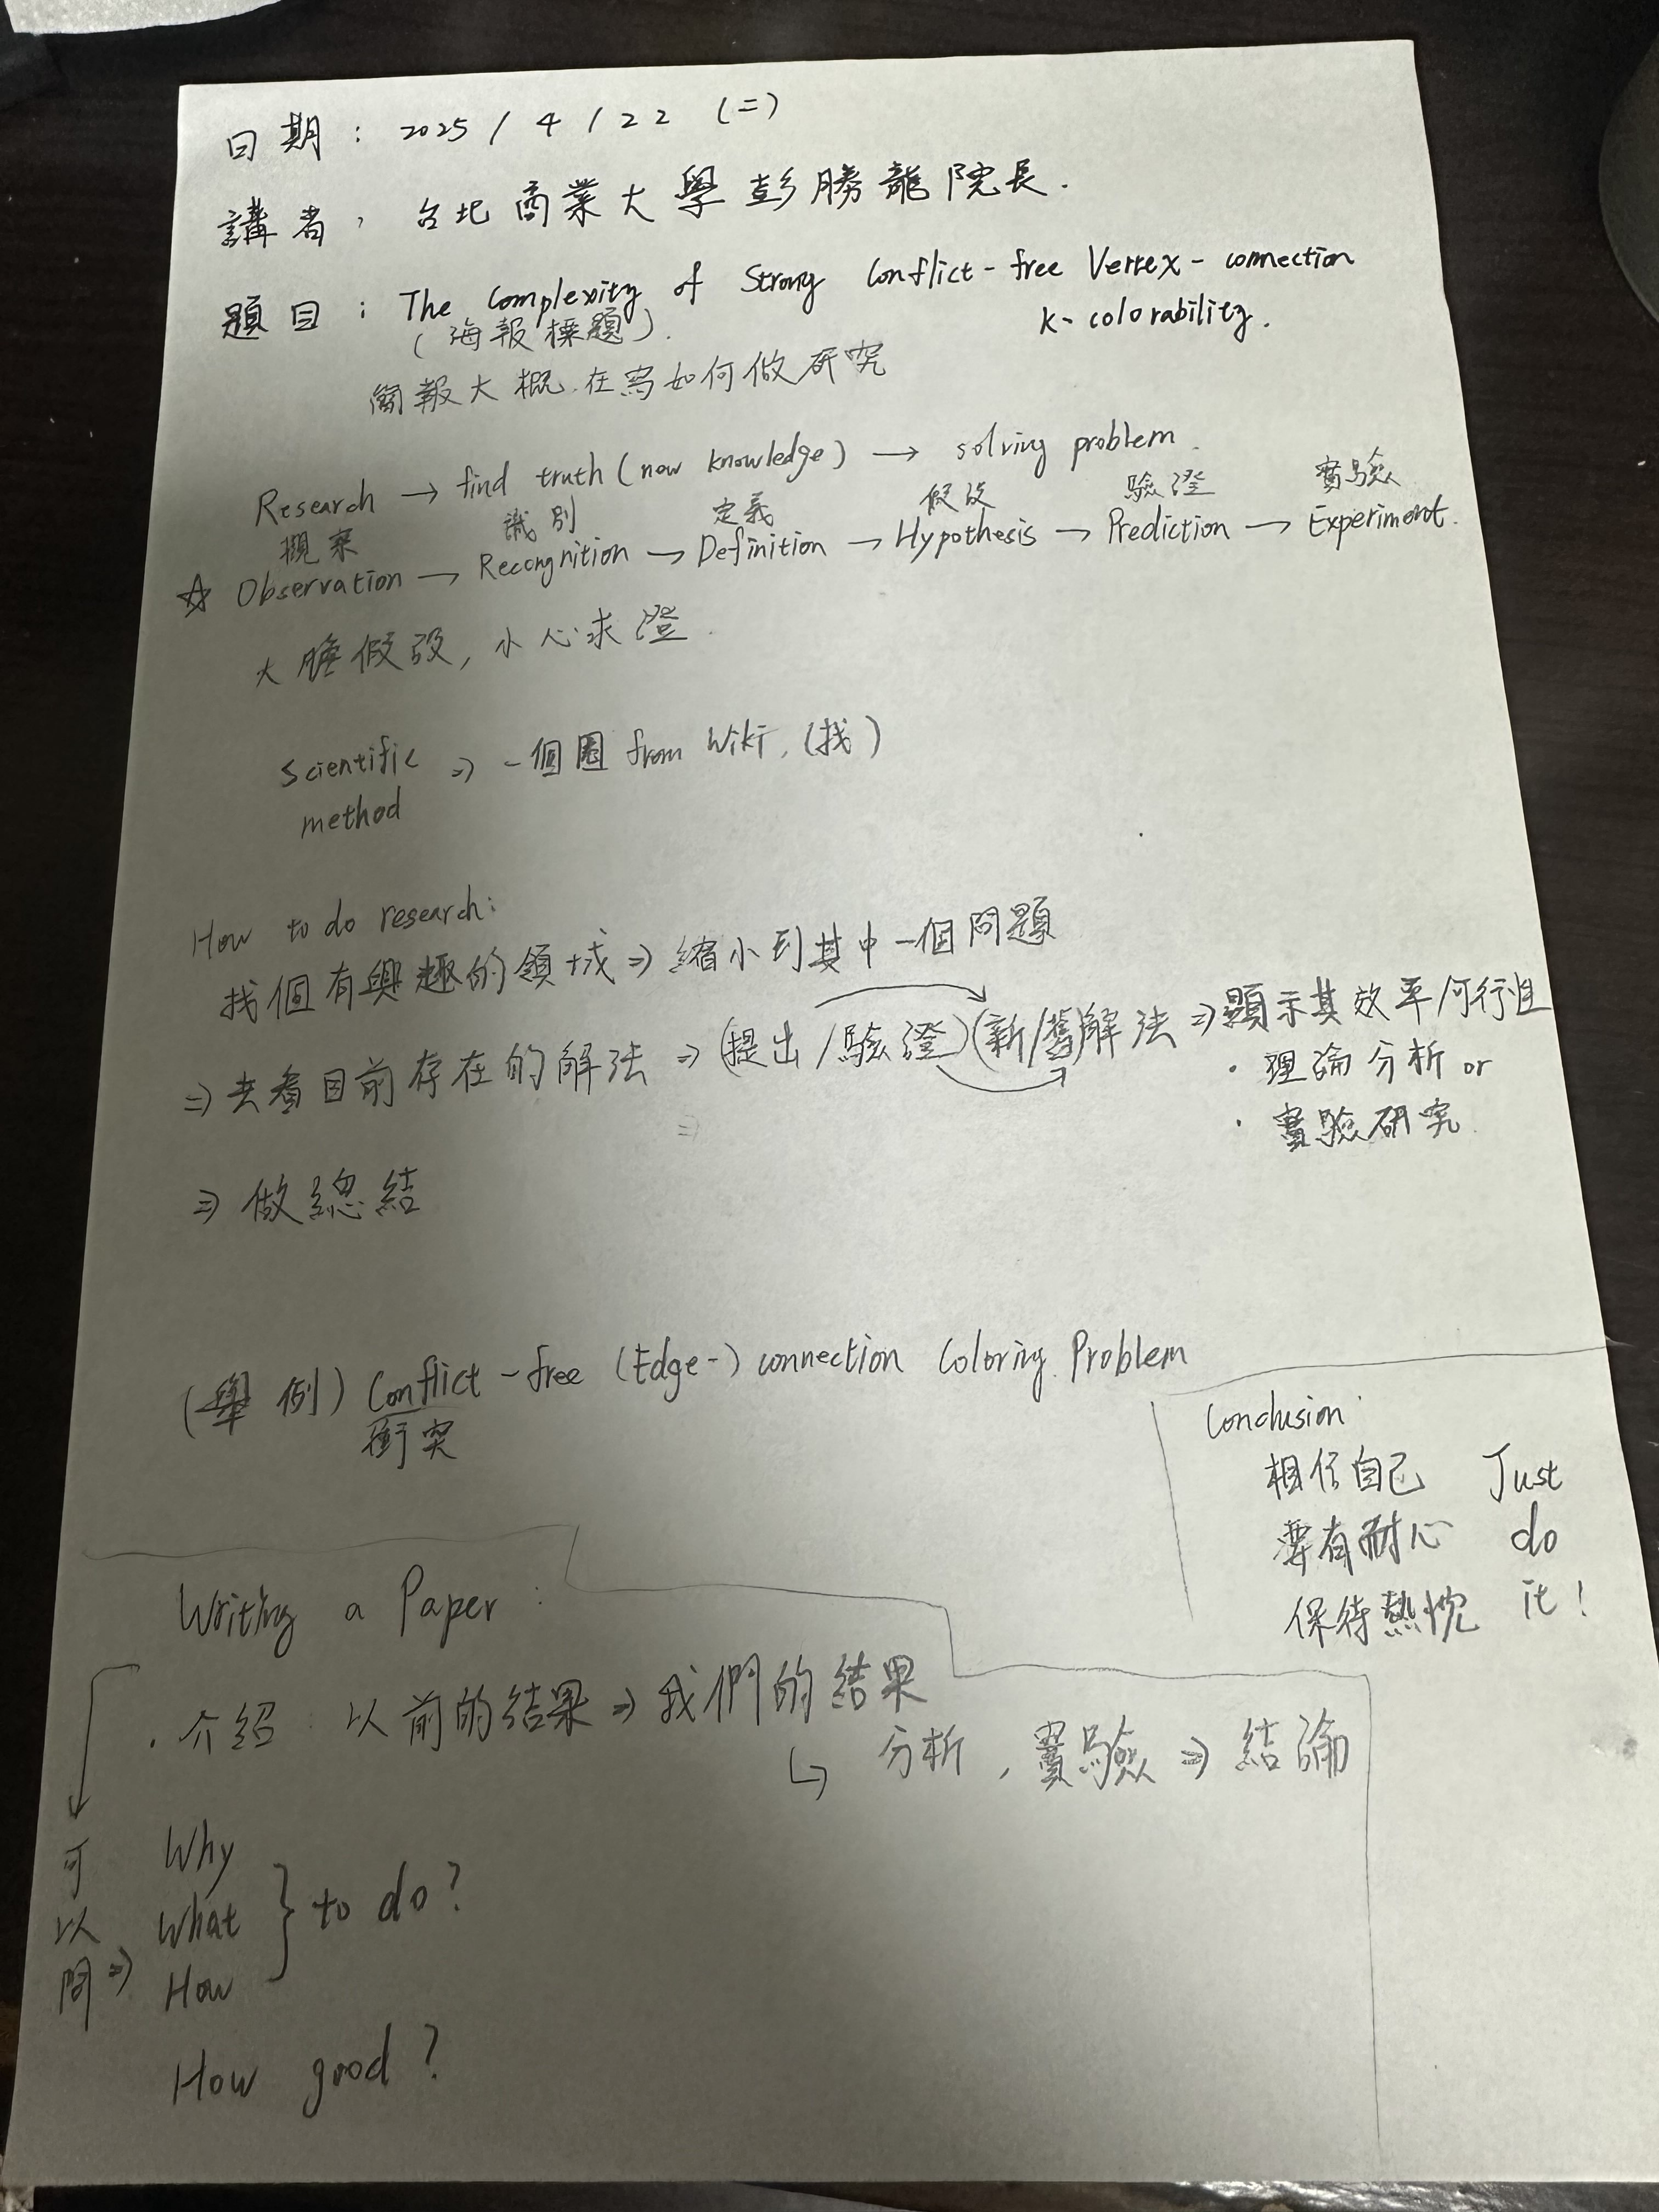 日期：2025/4/22 (二)
講者，台北商業大學彭勝龍院長.
題目：The Complexity of Strong Conflict-free Vertex-connection
k-colorability.
(海報標題).
簡報大概在寫如何做研究
Research → find truth (new knowledge) → solving problem.
觀察 識別 定義 假設 驗證 實驗
☆ Observation → Recongnition → Definition → Hypothesis → Prediction → Experiment.
大膽假設, 小心求證.
Scientific method ⇒ 一個圈 from Wiki. (找)
How to do research:
找個有興趣的領域 ⇒ 縮小到其中一個問題
⇒ 去看目前存在的解法 ⇒ (提出/驗證)(新/舊)解法 ⇒ 顯示其效率/可行性
· 理論分析 or
· 實驗研究
⇒
⇒ 做總結
(舉例) Conflict-free (Edge-) connection Coloring Problem
衝突
Conclusion:
相信自己 Just
要有耐心 do
保持熱忱 it!
Writing a Paper:
· 介紹 以前的結果 ⇒ 我們的結果
↳ 分析, 實驗 ⇒ 結論
可以問 ⇒
Why
What } to do?
How
How good?